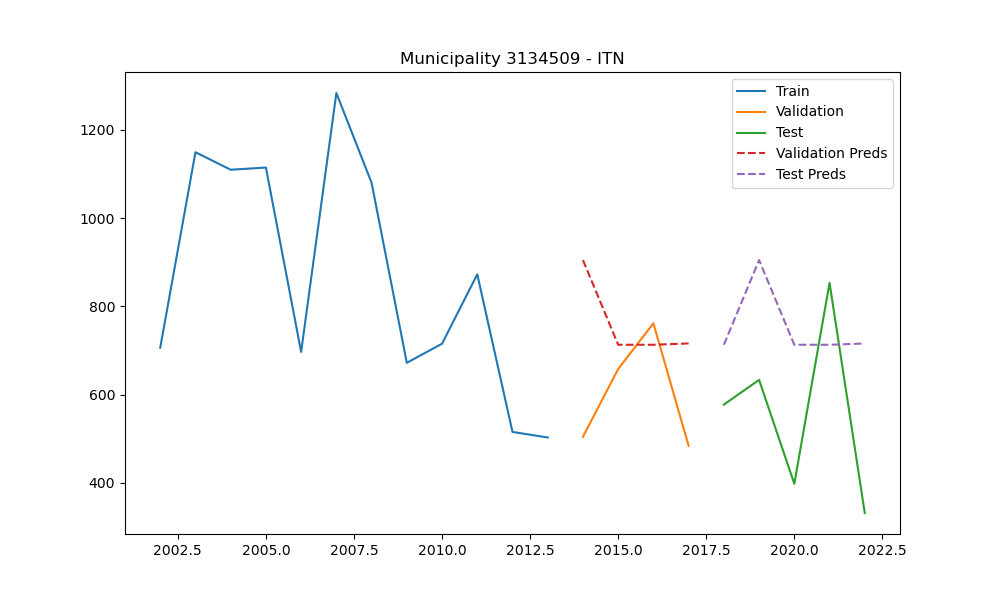 Municipality 3134509 - ITN
Train
Validation
Test
Validation Preds
Test Preds
1200
1000
800
600
400
2002.5 2005.0 2007.5 2010.0 2012.5 2015.0 2017.5 2020.0 2022.5